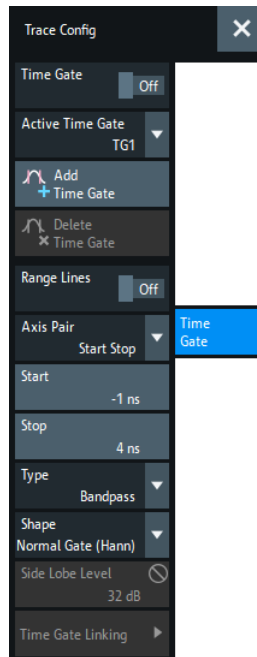 Trace Config
Time Gate
Off
Active Time Gate
TG1
Add
Time Gate
Delete
Time Gate
Range Lines
Off
Axis Pair
Start Stop
Time
Gate
Start
-1 ns
Stop
4 ns
Type
Bandpass
Shape
Normal Gate (Hann)
Side Lobe Level
32 dB
Time Gate Linking